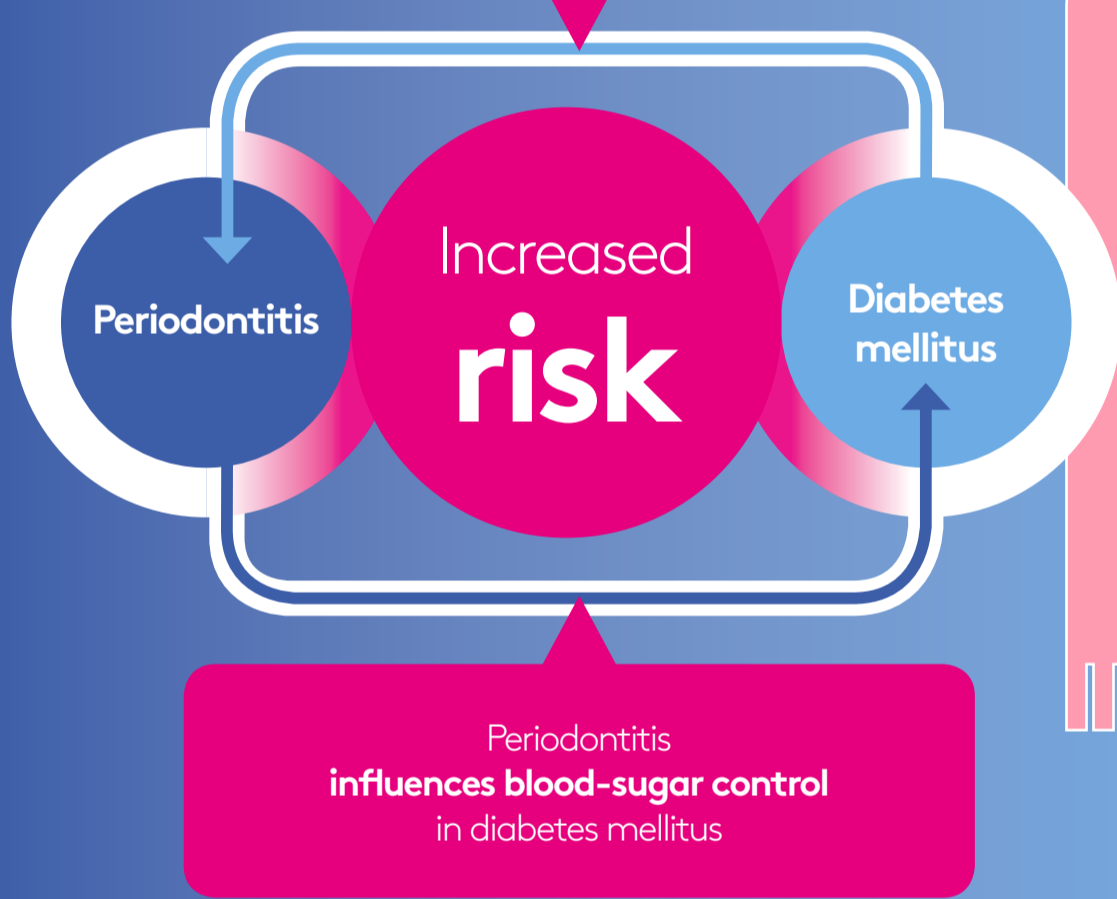 Increased
risk
Periodontitis
Diabetes
mellitus
Periodontitis
influences blood-sugar control
in diabetes mellitus